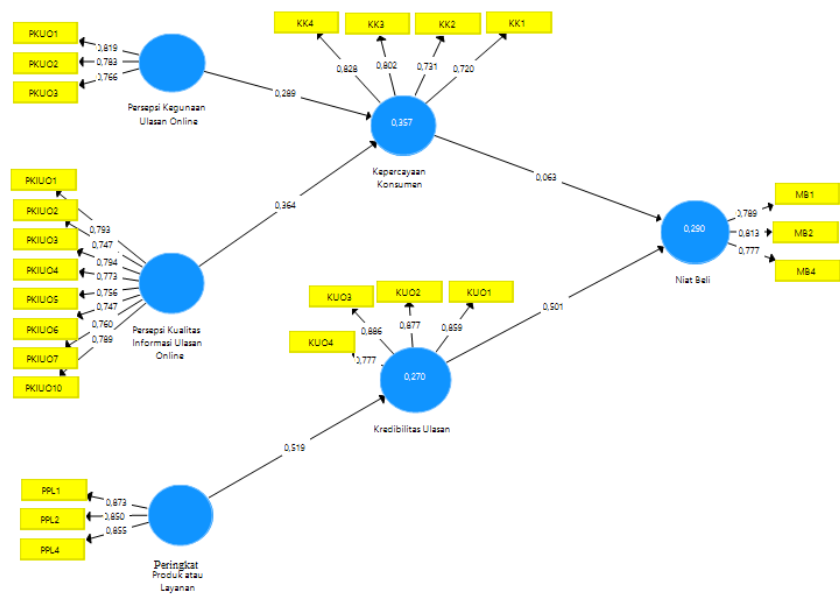 PKUO1
PKUO2
PKUO3
0,819
0,783
0,766
Persepsi Kegunaan
Ulasan Online
0,289
KK4
KK3
KK2
KK1
0,828
0,802
0,731
0,720
0,357
Kepercayaan
Konsumen
0,063
PKIUO1
PKIUO2
PKIUO3
PKIUO4
PKIUO5
PKIUO6
PKIUO7
PKIUO10
0,793
0,747
0,794
0,773
0,756
0,747
0,760
0,789
Persepsi Kualitas
Informasi Ulasan
Online
0,364
MB1
MB2
MB4
0,789
0,813
0,777
0,290
Niat Beli
KUO4
KUO3
KUO2
KUO1
0,777
0,886
0,877
0,859
0,270
Kredibilitas Ulasan
0,501
PPL1
PPL2
PPL4
0,873
0,850
0,855
Peringkat
Produk atau
Layanan
0,519